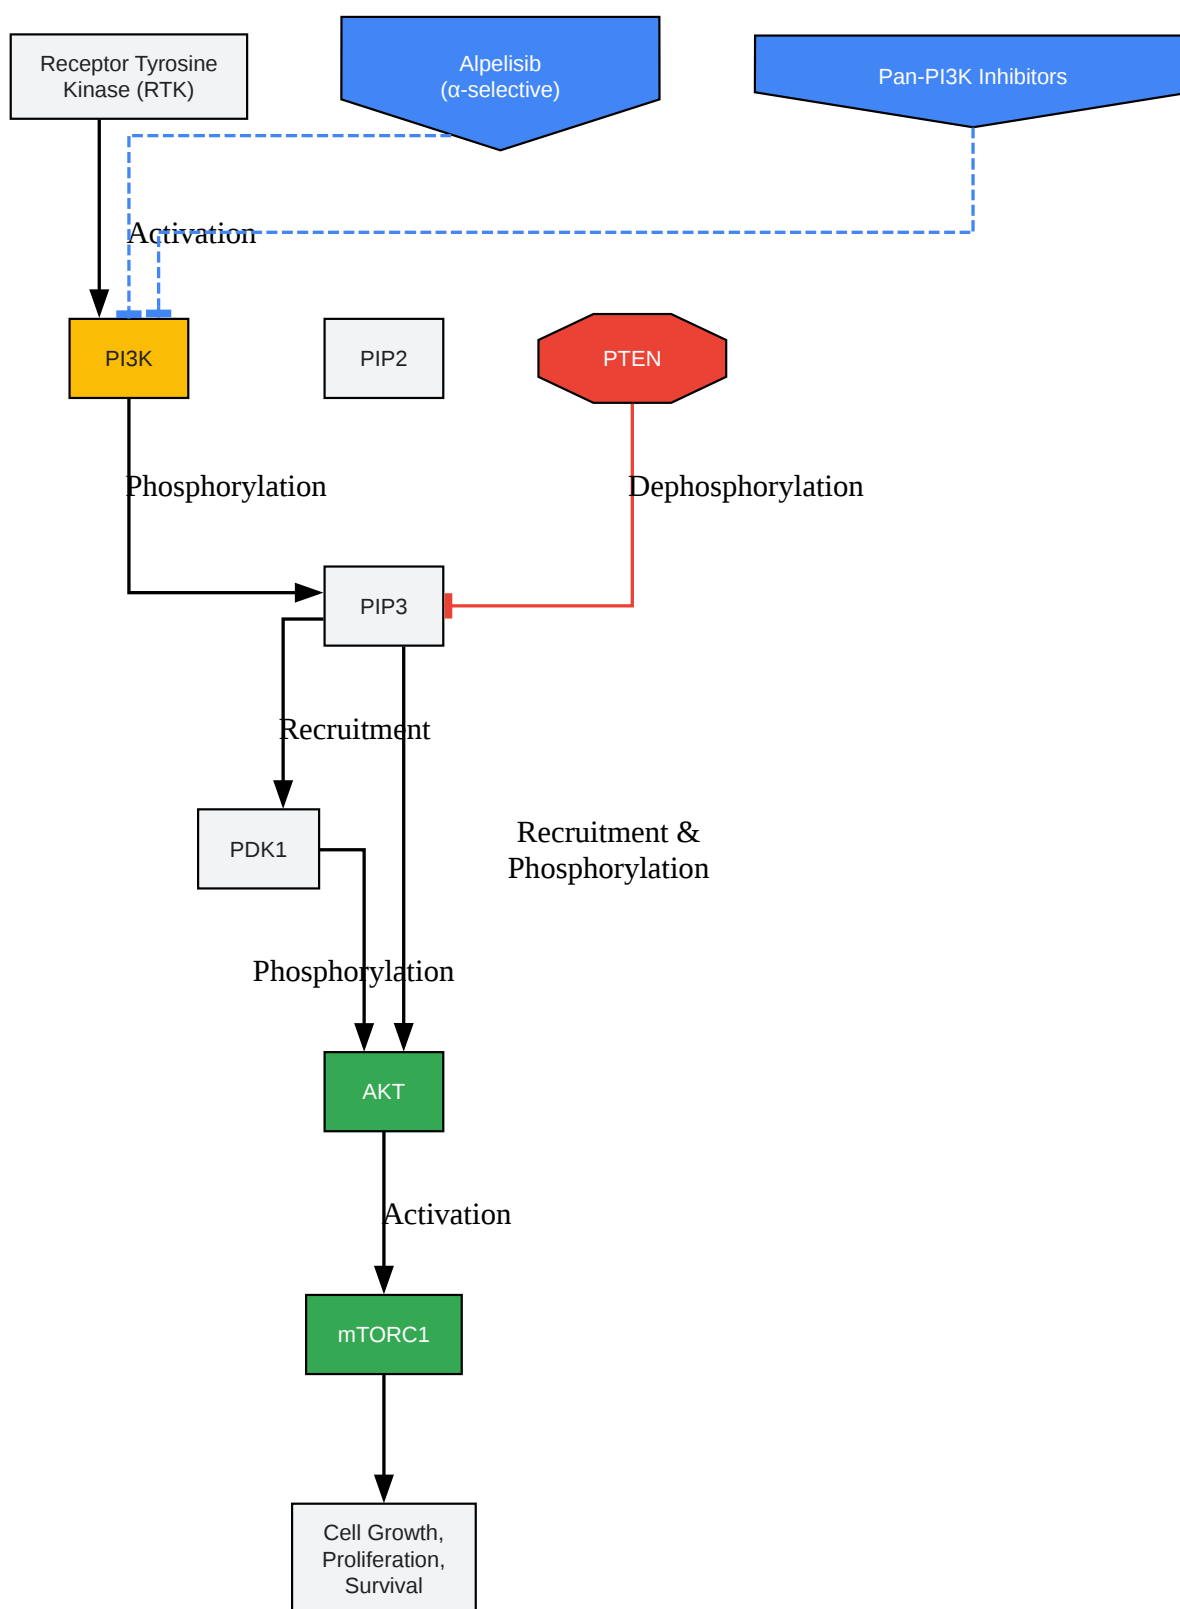 Receptor Tyrosine
Kinase (RTK)
Alpelisib
(α-selective)
Pan-PI3K Inhibitors
Activation
PI3K
PIP2
PTEN
Phosphorylation
Dephosphorylation
PIP3
Recruitment
PDK1
Recruitment &
Phosphorylation
Phosphorylation
AKT
Activation
mTORC1
Cell Growth,
Proliferation,
Survival